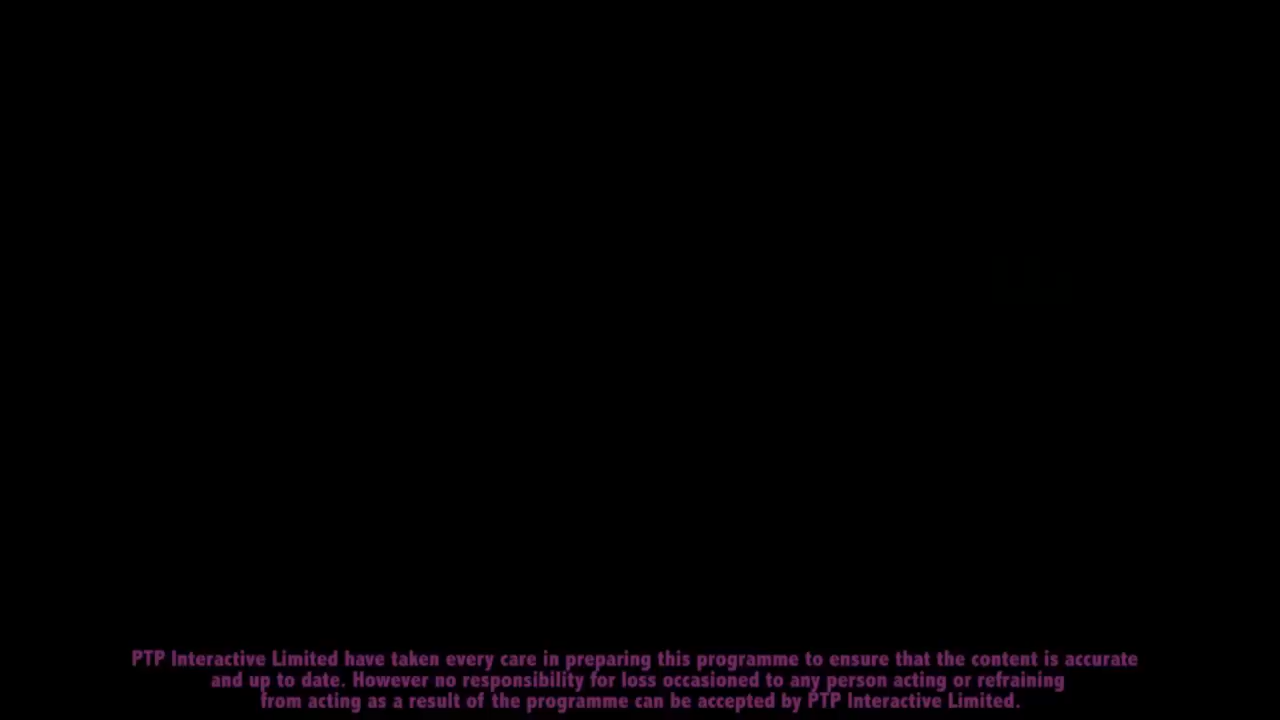 PTP Interactive Limited have taken every care in preparing this programme to ensure that the content is accurate
and up to date. However no responsibility for loss occasioned to any person acting or refraining
from acting as a result of the programme can be accepted by PTP Interactive Limited.